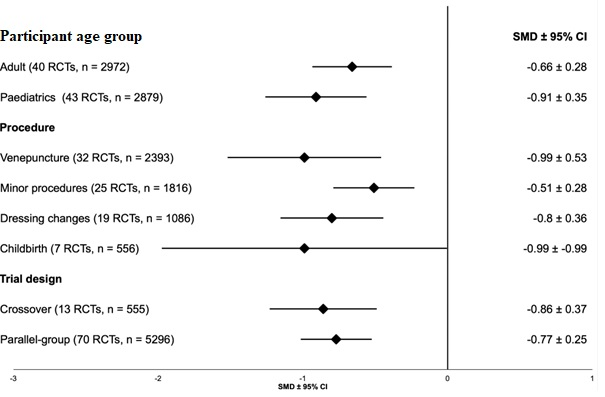 Participant age group SMD ± 95% CI
Adult (40 RCTs, n = 2972) -0.66 ± 0.28
Paediatrics (43 RCTs, n = 2879) -0.91 ± 0.35
Procedure
Venepuncture (32 RCTs, n = 2393) -0.99 ± 0.53
Minor procedures (25 RCTs, n = 1816) -0.51 ± 0.28
Dressing changes (19 RCTs, n = 1086) -0.8 ± 0.36
Childbirth (7 RCTs, n = 556) -0.99 ± -0.99
Trial design
Crossover (13 RCTs, n = 555) -0.86 ± 0.37
Parallel-group (70 RCTs, n = 5296) -0.77 ± 0.25
-3 -2 -1 0 1
SMD ± 95% CI